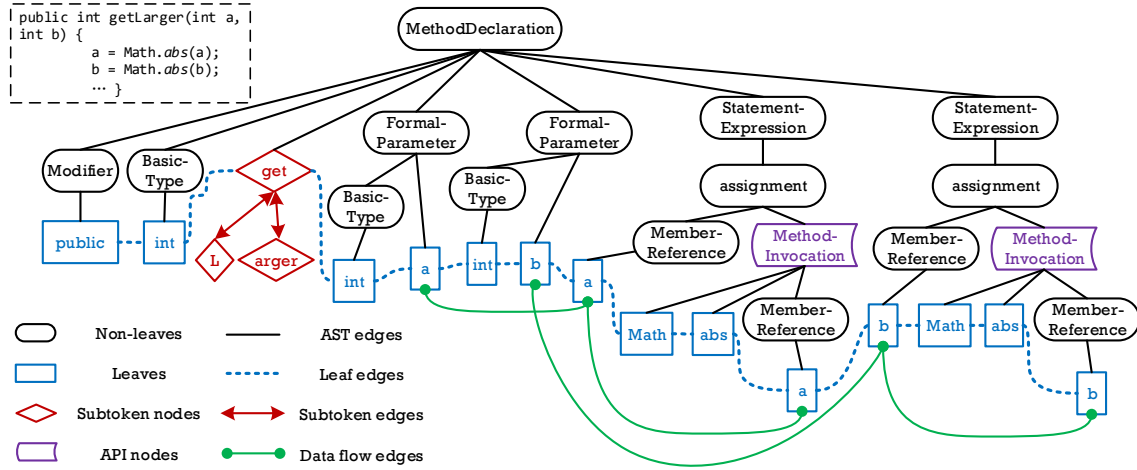 public int getLarger(int a,
int b) {
a = Math.abs(a);
b = Math.abs(b);
… }
MethodDeclaration
Modifier
Basic-
Type
get
L
arger
Formal-
Parameter
Basic-
Type
Formal-
Parameter
Basic-
Type
Statement-
Expression
assignment
Member-
Reference
Method-
Invocation
Member-
Reference
Statement-
Expression
assignment
Member-
Reference
Method-
Invocation
Member-
Reference
public
int
int
a
int
b
a
Math
abs
a
b
Math
abs
b
Non-leaves
AST edges
Leaves
Leaf edges
Subtoken nodes
Subtoken edges
API nodes
Data flow edges